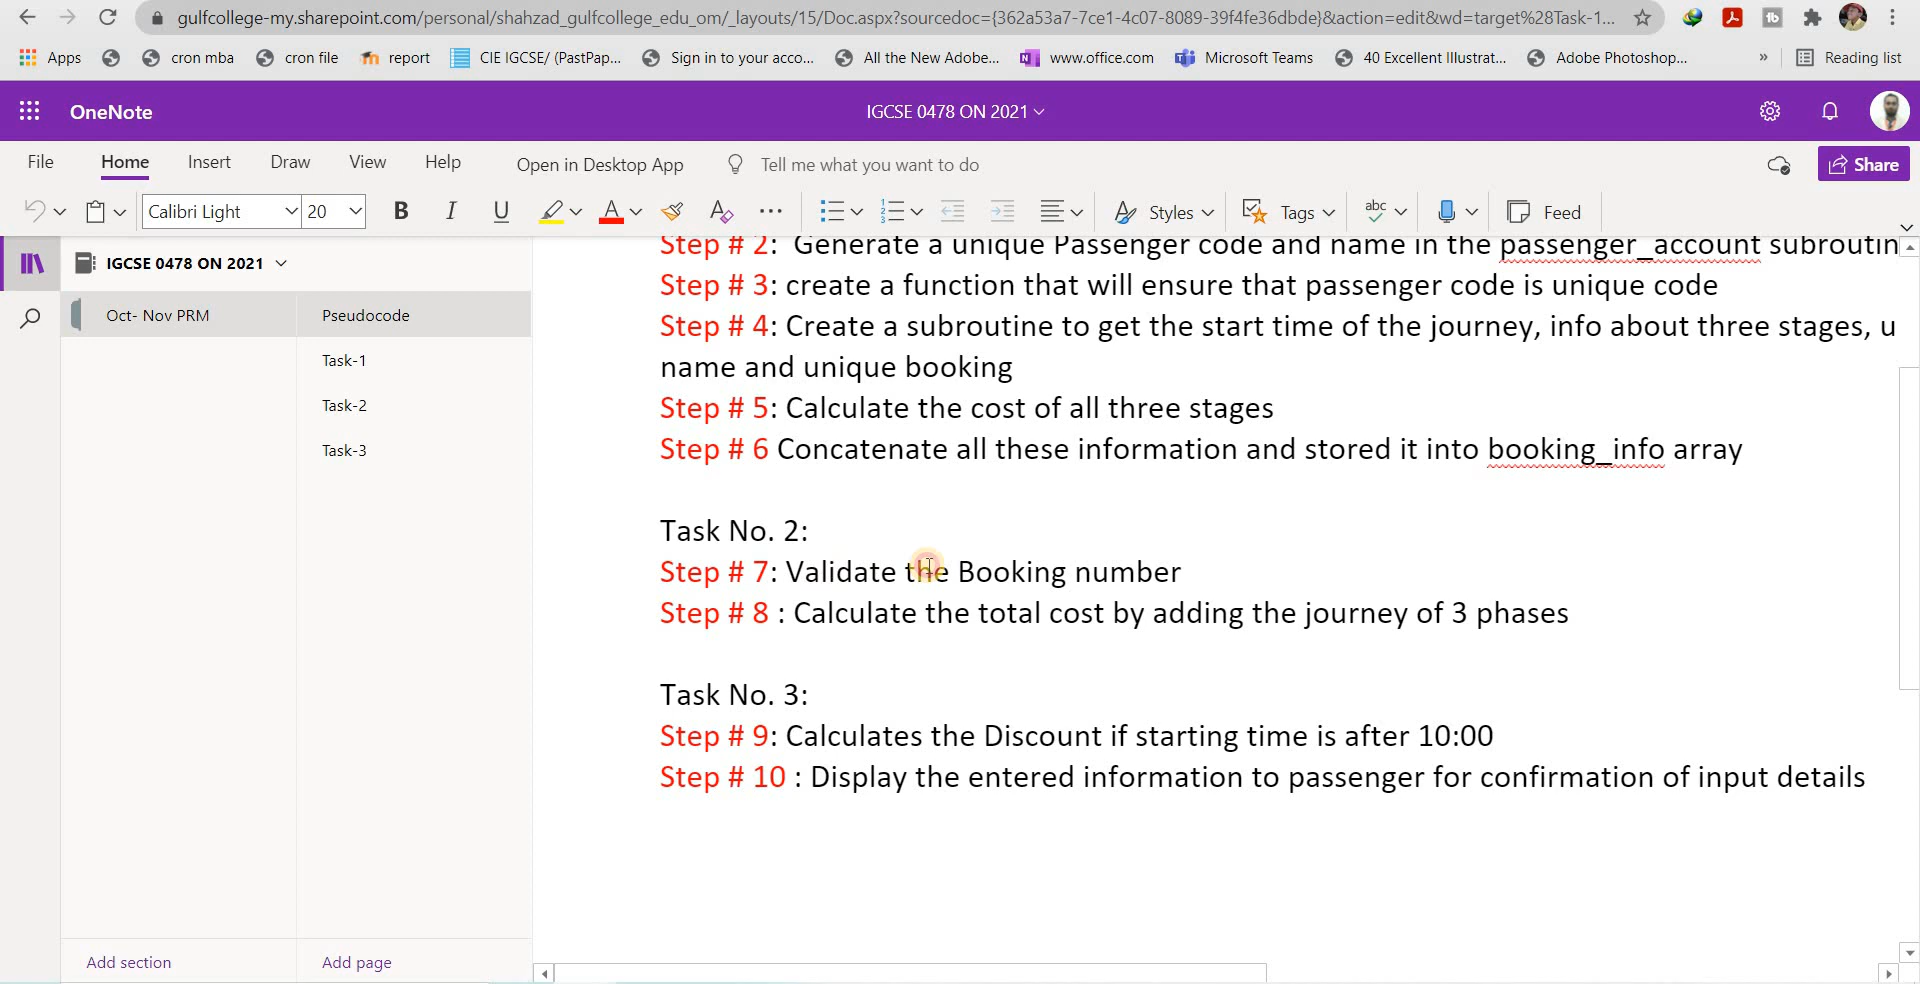 gulfcollege-my.sharepoint.com/personal/shahzad_gulfcollege_edu_om/_layouts/15/Doc.aspx?sourcedoc={362a53a7-7ce1-4c07-8089-39f4fe36dbde}&action=edit&wd=target%28Task-1...
Apps cron mba cron file report CIE IGCSE/ (PastPap... Sign in to your acco... All the New Adobe... www.office.com Microsoft Teams 40 Excellent Illustrat... Adobe Photoshop... » Reading list
OneNote IGCSE 0478 ON 2021
File Home Insert Draw View Help Open in Desktop App Tell me what you want to do Share
Calibri Light 20 B I U A Styles Tags abc Feed
IGCSE 0478 ON 2021
Oct- Nov PRM
Pseudocode
Task-1
Task-2
Task-3
Add section
Add page
Step # 2: Generate a unique Passenger code and name in the passenger_account subroutin
Step # 3: create a function that will ensure that passenger code is unique code
Step # 4: Create a subroutine to get the start time of the journey, info about three stages, u
name and unique booking
Step # 5: Calculate the cost of all three stages
Step # 6 Concatenate all these information and stored it into booking_info array
Task No. 2:
Step # 7: Validate the Booking number
Step # 8 : Calculate the total cost by adding the journey of 3 phases
Task No. 3:
Step # 9: Calculates the Discount if starting time is after 10:00
Step # 10 : Display the entered information to passenger for confirmation of input details